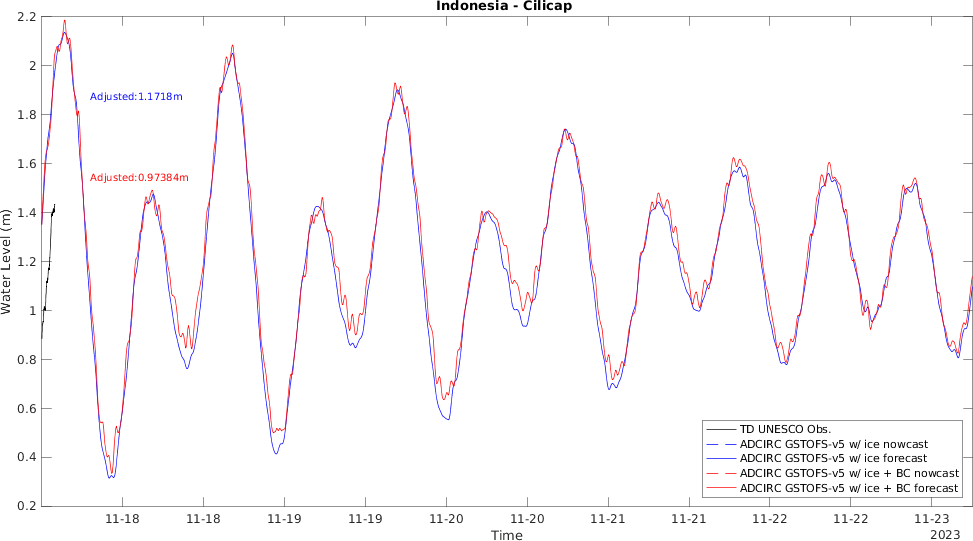 Indonesia - Cilicap
2.2
2
1.8
1.6
1.4
1.2
1
0.8
0.6
0.4
0.2
Water Level (m)
Adjusted:1.1718m
Adjusted:0.97384m
TD UNESCO Obs.
ADCIRC GSTOFS-v5 w/ ice nowcast
ADCIRC GSTOFS-v5 w/ ice forecast
ADCIRC GSTOFS-v5 w/ ice + BC nowcast
ADCIRC GSTOFS-v5 w/ ice + BC forecast
11-18 11-18 11-19 11-19 11-20 11-20 11-21 11-21 11-22 11-22 11-23
Time
2023